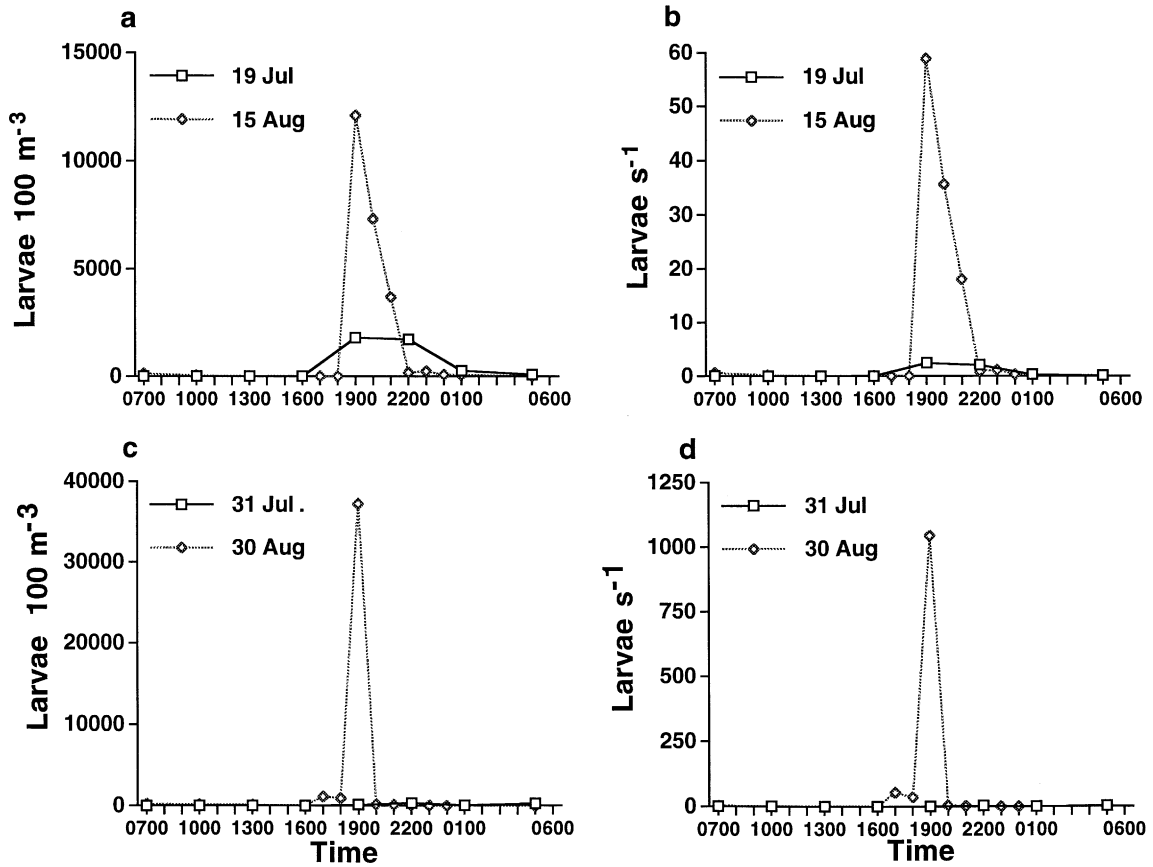 a
15000
10000
5000
0
Larvae 100 m-3
19 Jul
15 Aug
0700 1000 1300 1600 1900 2200 0100 0600
b
60
50
40
30
20
10
0
Larvae s-1
19 Jul
15 Aug
0700 1000 1300 1600 1900 2200 0100 0600
c
40000
30000
20000
10000
0
Larvae 100 m-3
31 Jul .
30 Aug
0700 1000 1300 1600 1900 2200 0100 0600
Time
d
1250
1000
750
500
250
0
Larvae s-1
31 Jul
30 Aug
0700 1000 1300 1600 1900 2200 0100 0600
Time